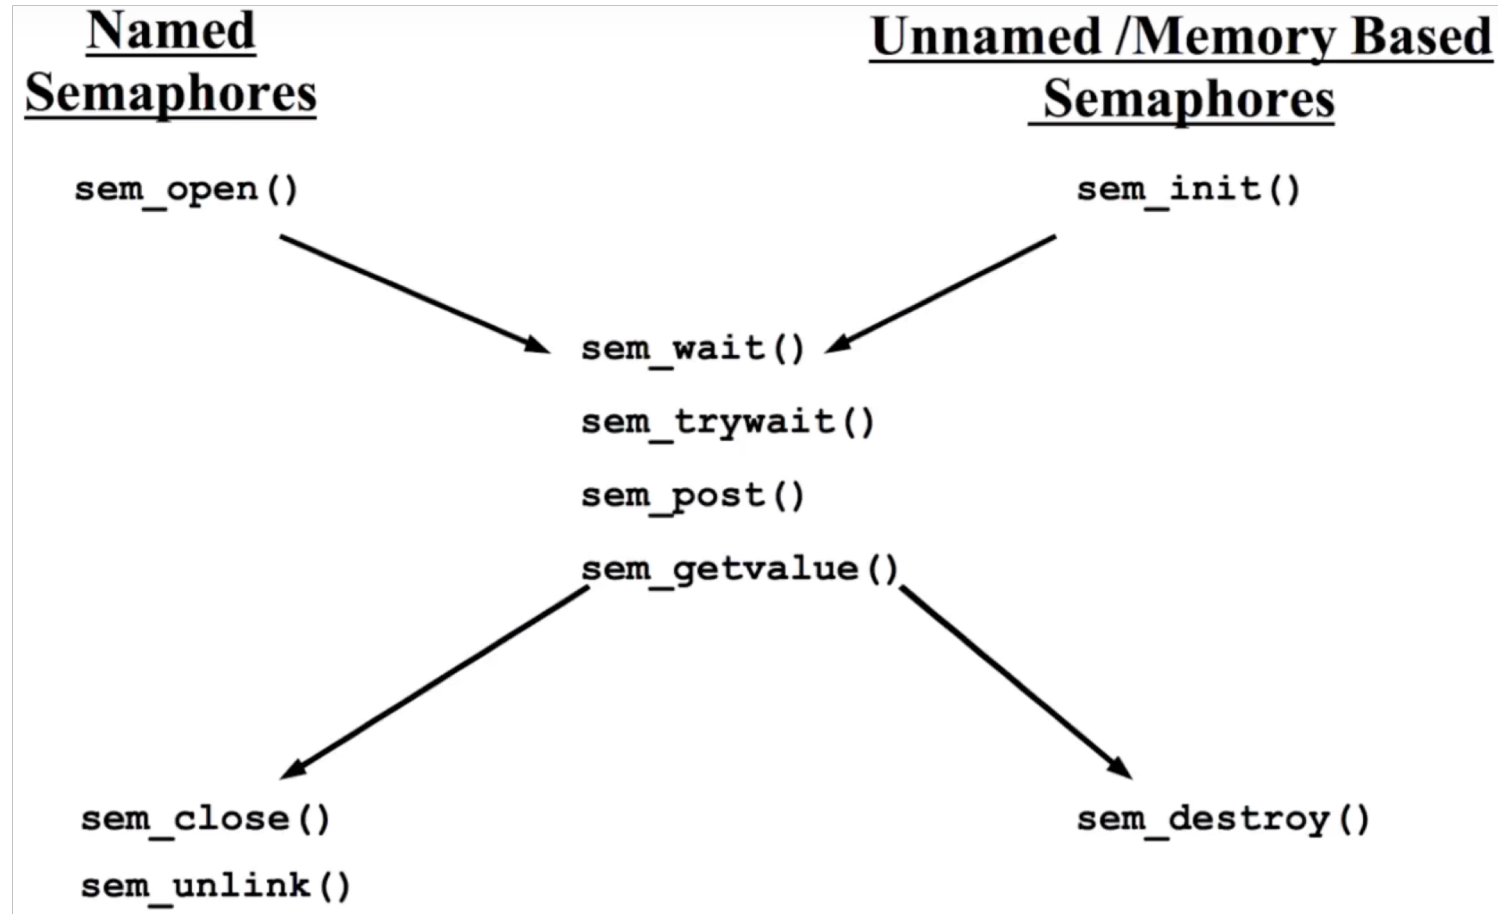 Named
Semaphores
Unnamed /Memory Based
Semaphores
sem_open()
sem_init()
sem_wait()
sem_trywait()
sem_post()
sem_getvalue()
sem_close()
sem_destroy()
sem_unlink()